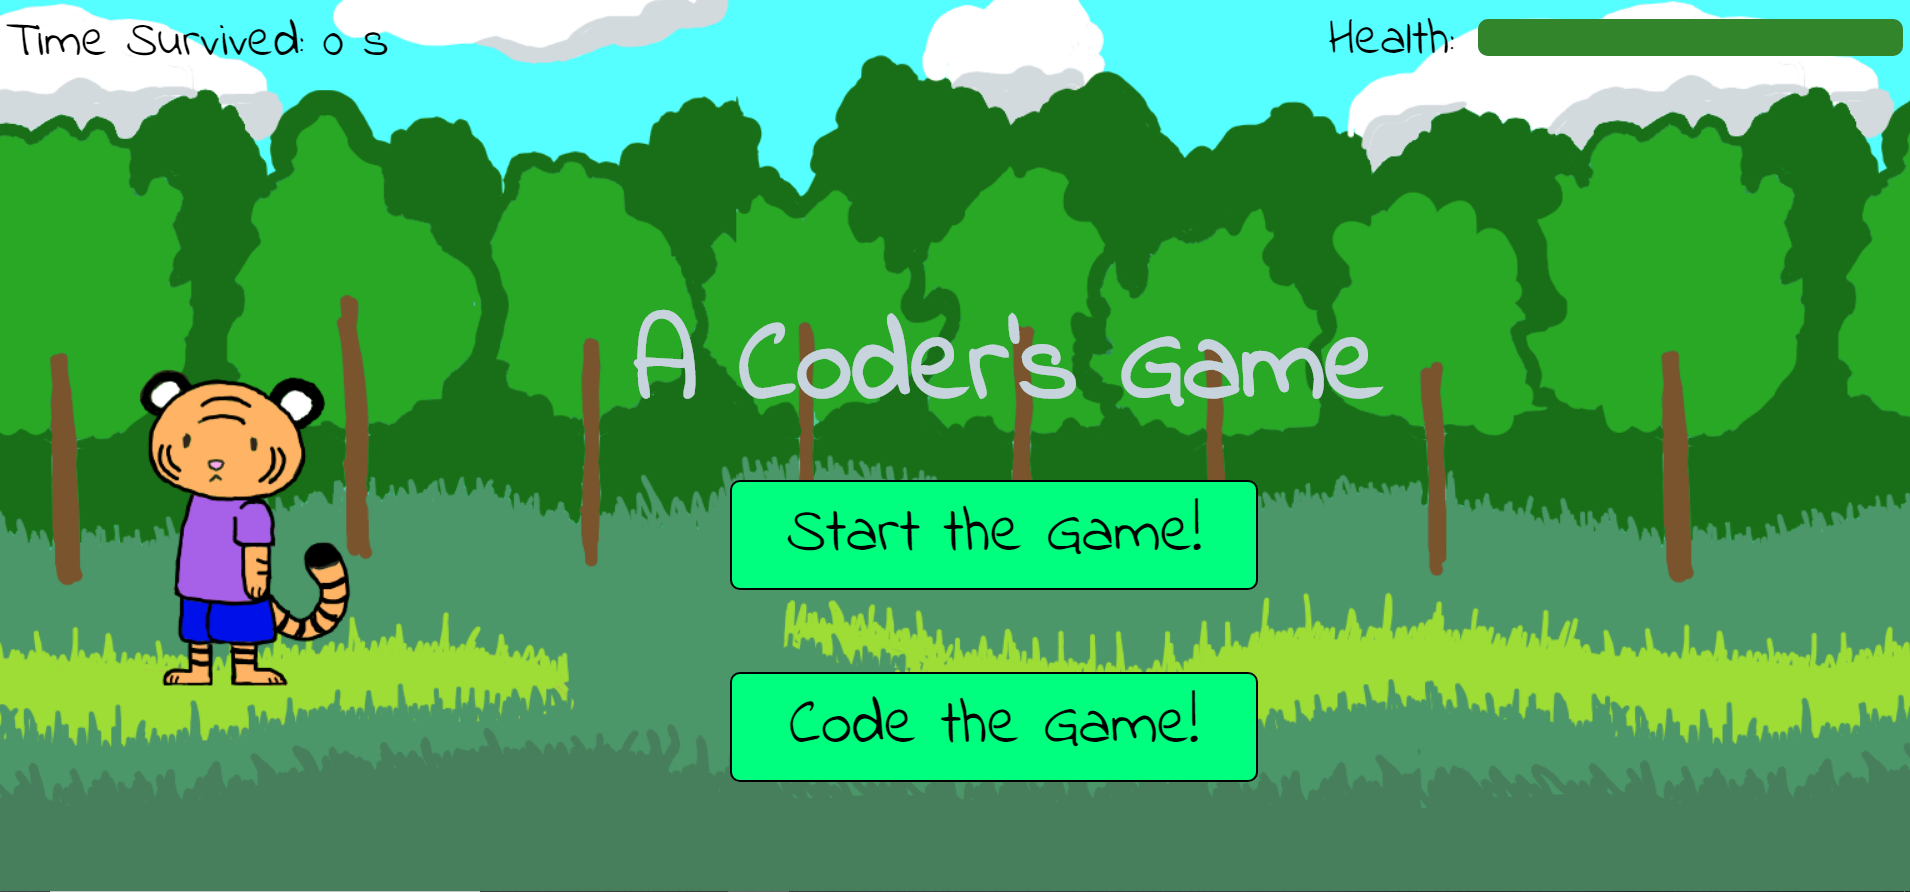 Time Survived: 0 s
Health:
A Coder's Game
Start the Game!
Code the Game!